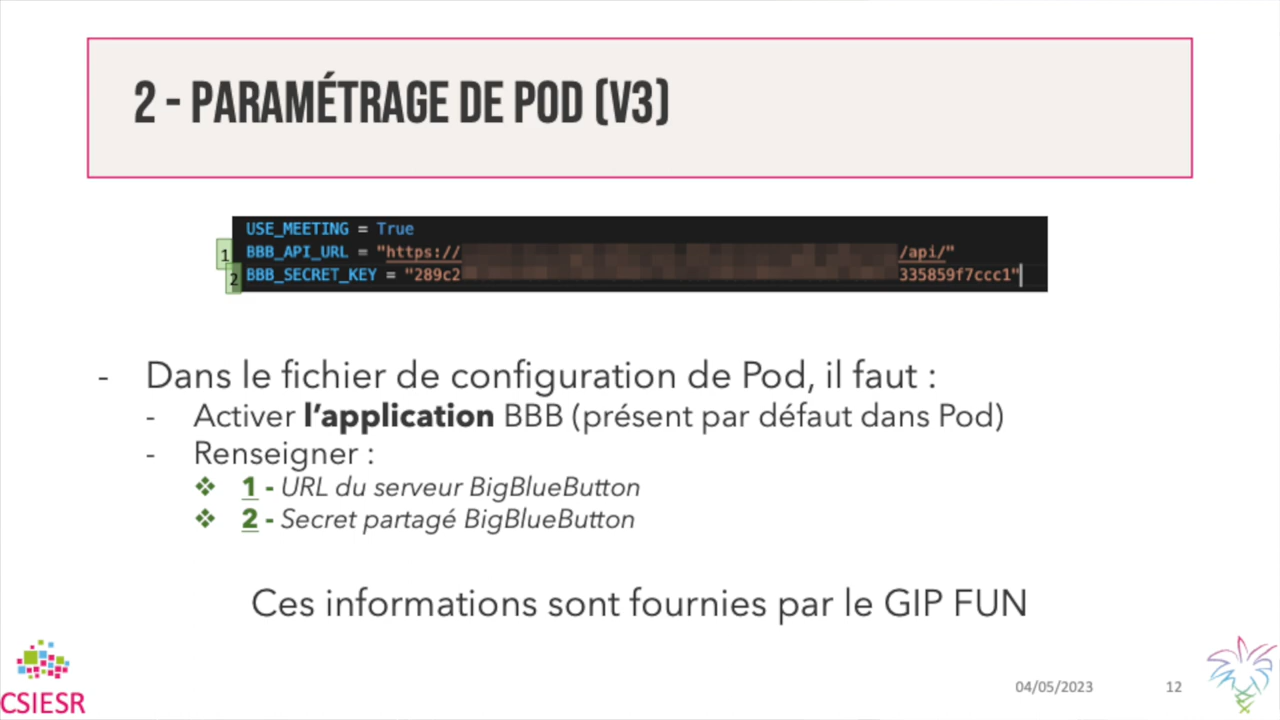 2 - PARAMÉTRAGE DE POD (V3)
USE_MEETING = True
1 BBB_API_URL = "https:// /api/"
2 BBB_SECRET_KEY = "289c2 335859f7ccc1"
- Dans le fichier de configuration de Pod, il faut :
- Activer l’application BBB (présent par défaut dans Pod)
- Renseigner :
❖ 1 - URL du serveur BigBlueButton
❖ 2 - Secret partagé BigBlueButton
Ces informations sont fournies par le GIP FUN
CSIESR
04/05/2023 12